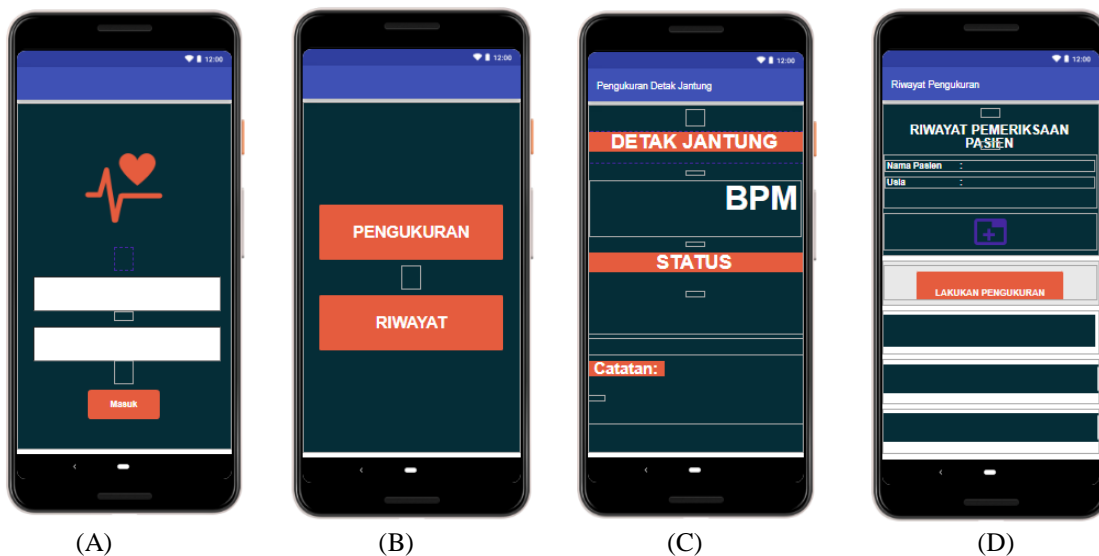 12:00
Masuk
(A)
12:00
PENGUKURAN
RIWAYAT
(B)
12:00
Pengukuran Detak Jantung
DETAK JANTUNG
BPM
STATUS
Catatan:
(C)
12:00
Riwayat Pengukuran
RIWAYAT PEMERIKSAAN
PASIEN
Nama Pasien :
Usia :
LAKUKAN PENGUKURAN
(D)